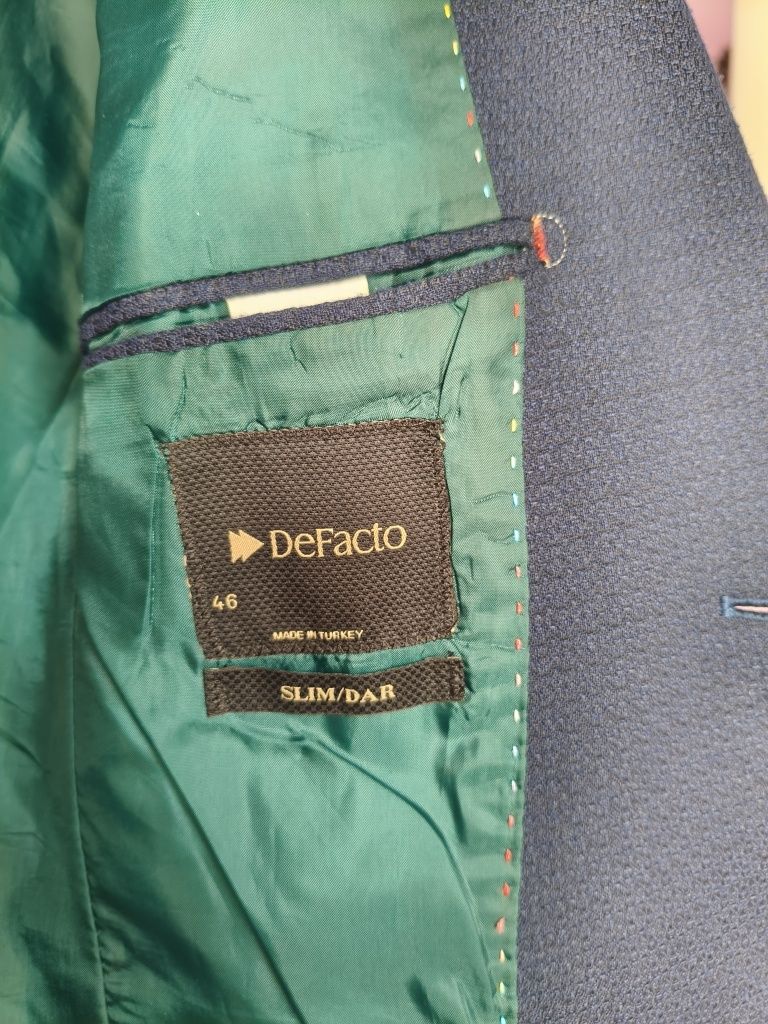 DeFacto
46
MADE IN TURKEY
SLIM/DAR